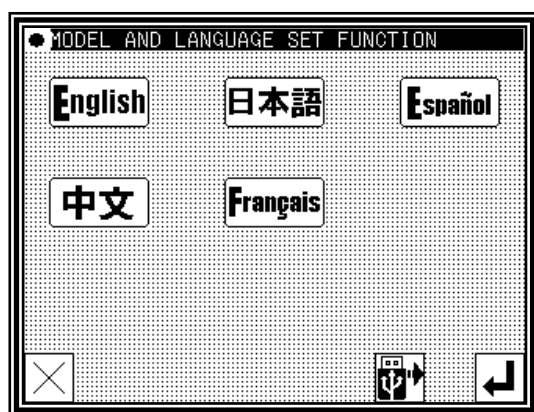 MODEL AND LANGUAGE SET FUNCTION
English 日本語 Español
中文 Français